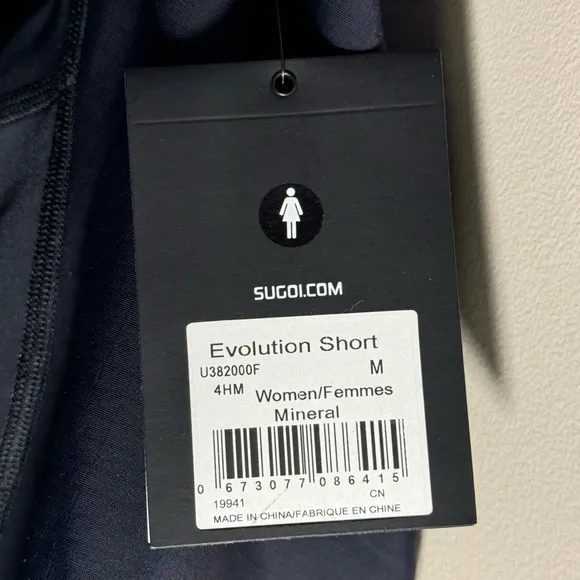 SUGOI.COM
Evolution Short
U382000F M
4HM Women/Femmes
Mineral
0 673077 086415
19941 CN
MADE IN CHINA/FABRIQUE EN CHINE